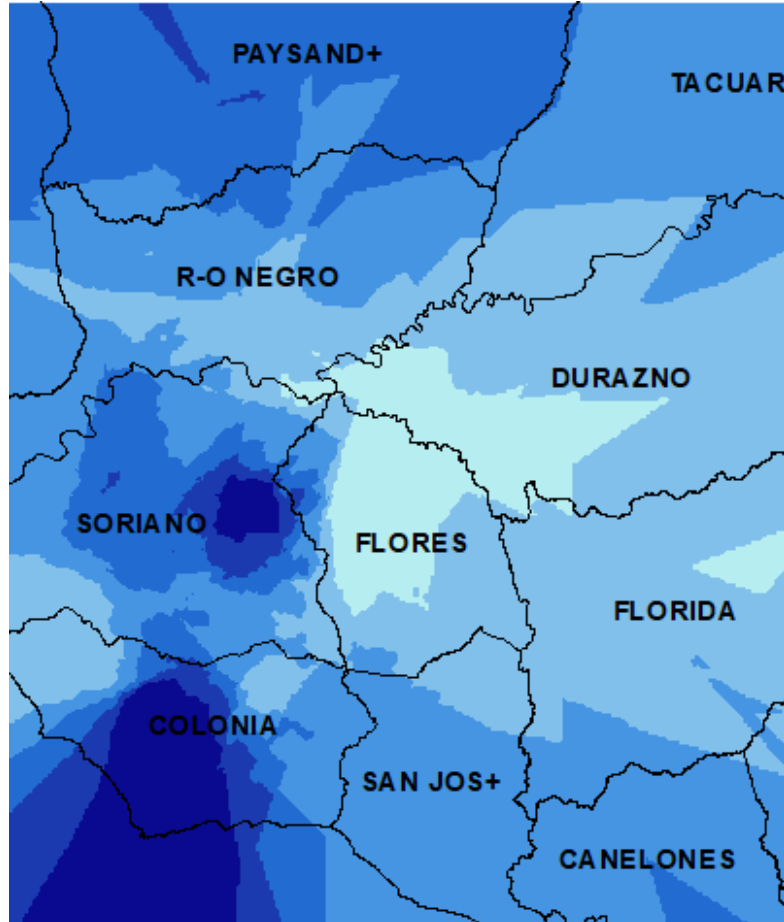 PAYSAND+
TACUAR
R-O NEGRO
DURAZNO
SORIANO
FLORES
FLORIDA
COLONIA
SAN JOS+
CANELONES